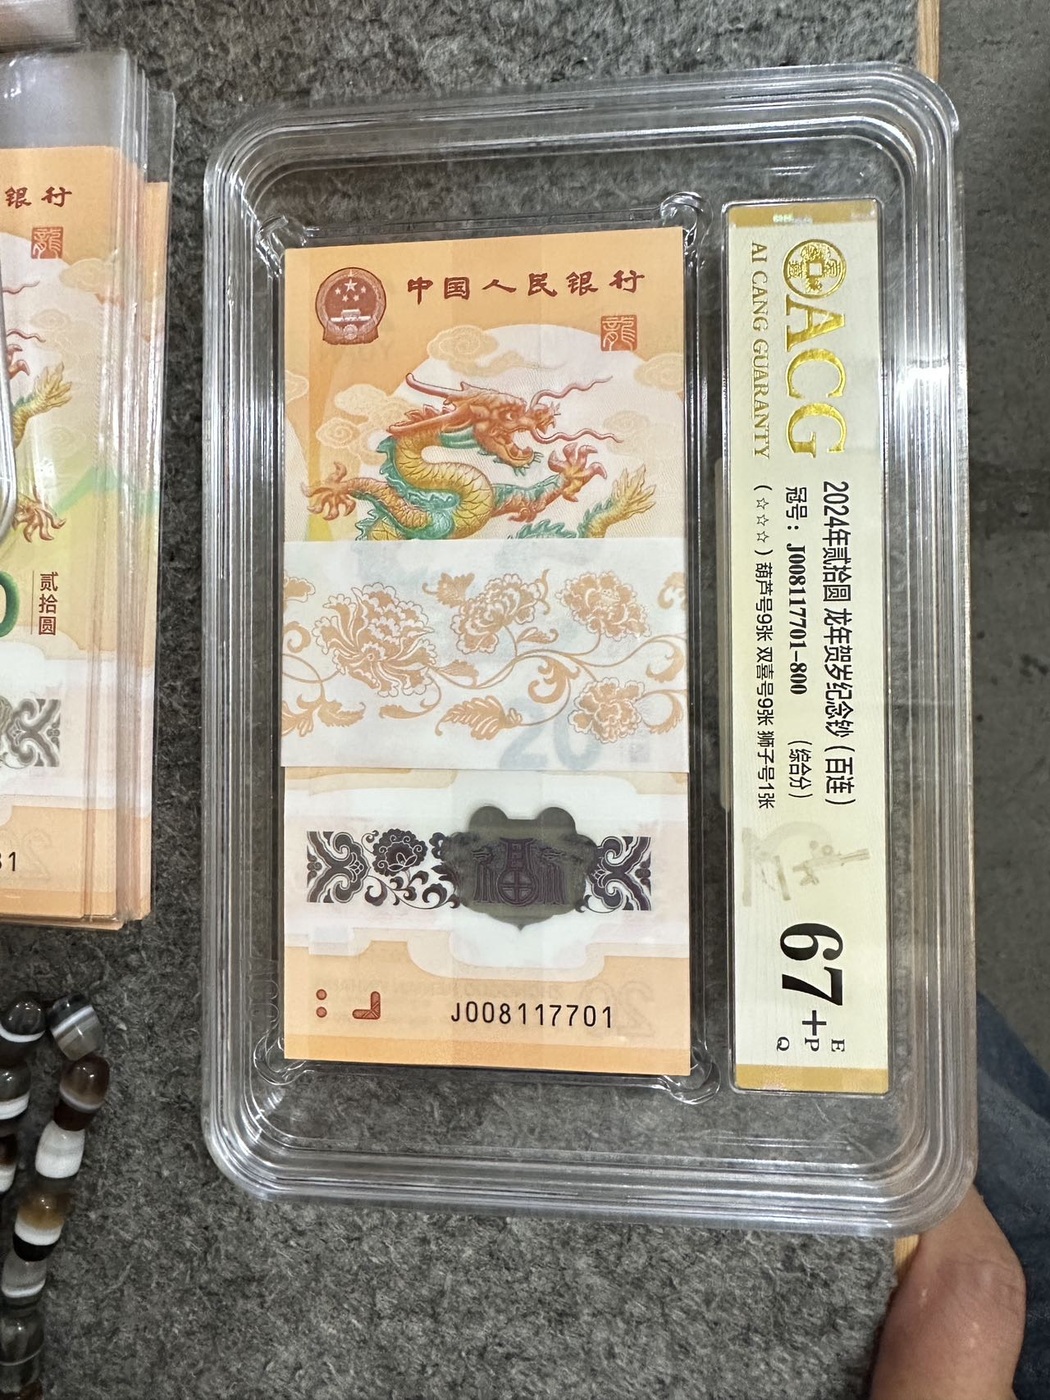 银行
龍
贰拾圆
31
中国人民银行
龍
20
J008117701
ACG
AI CANG GUARANTY
2024年贰拾圆 龙年贺岁纪念钞（百连）
冠号：J008117701-800 （综合分）
（☆☆☆）葫芦号9张 双喜号9张 狮子号1张
67+
E
P
Q